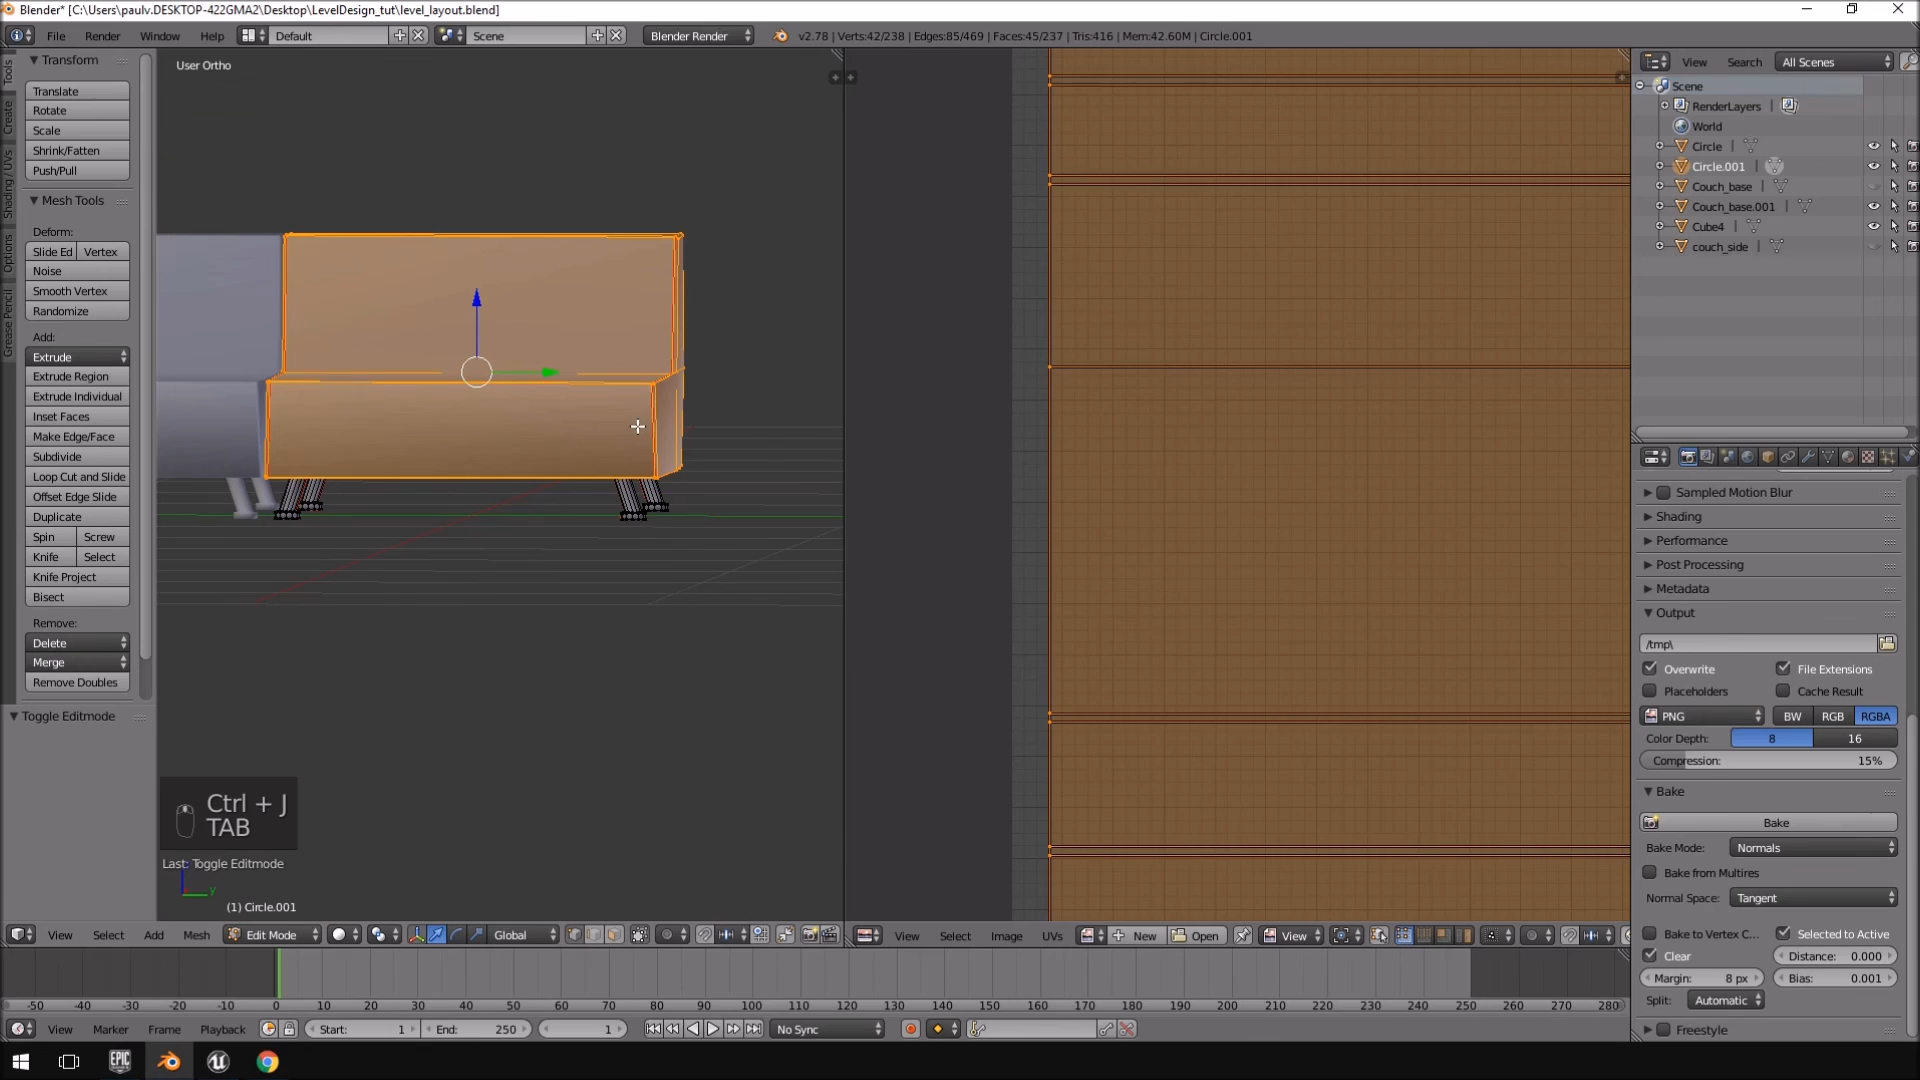 Blender* [C:\Users\paulv.DESKTOP-422GMA2\Desktop\LevelDesign_tut\level_layout.blend]
File Render Window Help Default Scene Blender Render v2.78 | Verts:42/238 | Edges:85/469 | Faces:45/237 | Tris:416 | Mem:42.60M | Circle.001
Tools
Create
Shading / UVs
Options
Grease Pencil
Transform
Translate
Rotate
Scale
Shrink/Fatten
Push/Pull
Mesh Tools
Deform:
Slide Ed Vertex
Noise
Smooth Vertex
Randomize
Add:
Extrude
Extrude Region
Extrude Individual
Inset Faces
Make Edge/Face
Subdivide
Loop Cut and Slide
Offset Edge Slide
Duplicate
Spin Screw
Knife Select
Knife Project
Bisect
Remove:
Delete
Merge
Remove Doubles
Toggle Editmode
User Ortho
Ctrl + J
TAB
Last: Toggle Editmode
y
(1) Circle.001
View Select Add Mesh Edit Mode Global
View Select Image UVs New Open View
View Search All Scenes
Scene
RenderLayers |
World
Circle |
Circle.001 |
Couch_base |
Couch_base.001 |
Cube4 |
couch_side |
Sampled Motion Blur
Shading
Performance
Post Processing
Metadata
Output
/tmp\
Overwrite File Extensions
Placeholders Cache Result
PNG BW RGB RGBA
Color Depth: 8 16
Compression: 15%
Bake
Bake
Bake Mode: Normals
Bake from Multires
Normal Space: Tangent
Bake to Vertex C... Selected to Active
Clear Distance: 0.000
Margin: 8 px Bias: 0.001
Split: Automatic
Freestyle
-50 -40 -30 -20 -10 0 10 20 30 40 50 60 70 80 90 100 110 120 130 140 150 160 170 180 190 200 210 220 230 240 250 260 270 280
View Marker Frame Playback Start: 1 End: 250 1 No Sync
EPIC